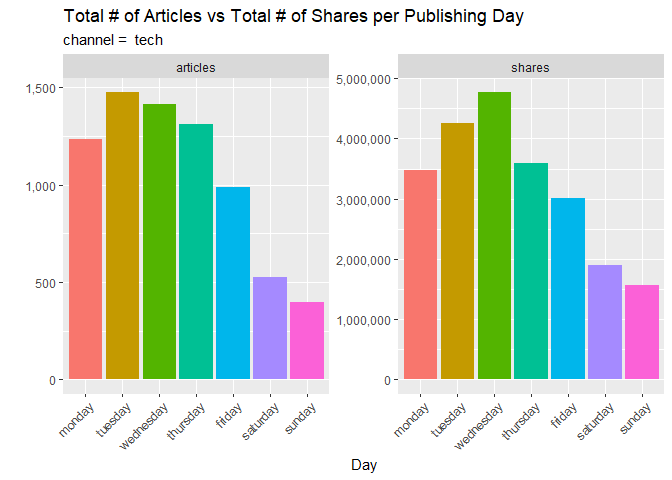 Total # of Articles vs Total # of Shares per Publishing Day
channel = tech
articles
1,500
1,000
500
0
monday
tuesday
wednesday
thursday
friday
saturday
sunday
shares
5,000,000
4,000,000
3,000,000
2,000,000
1,000,000
0
monday
tuesday
wednesday
thursday
friday
saturday
sunday
Day